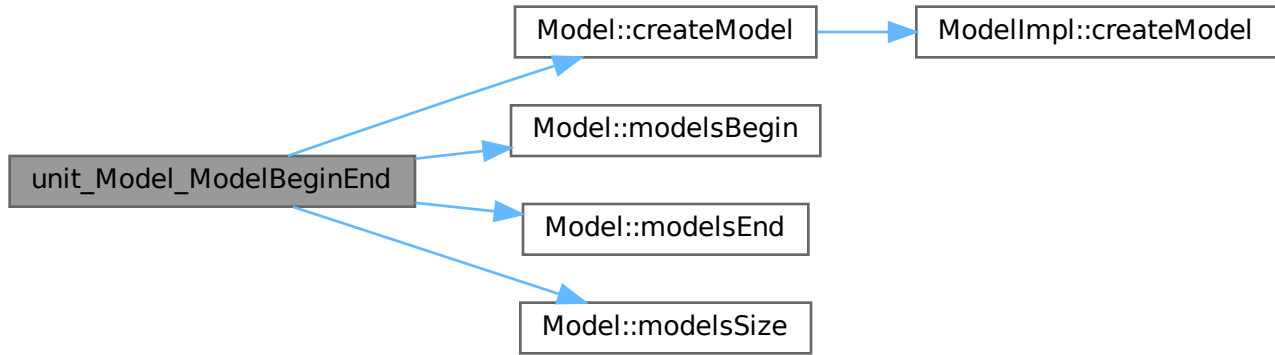 Model::createModel
ModelImpl::createModel
Model::modelsBegin
unit_Model_ModelBeginEnd
Model::modelsEnd
Model::modelsSize